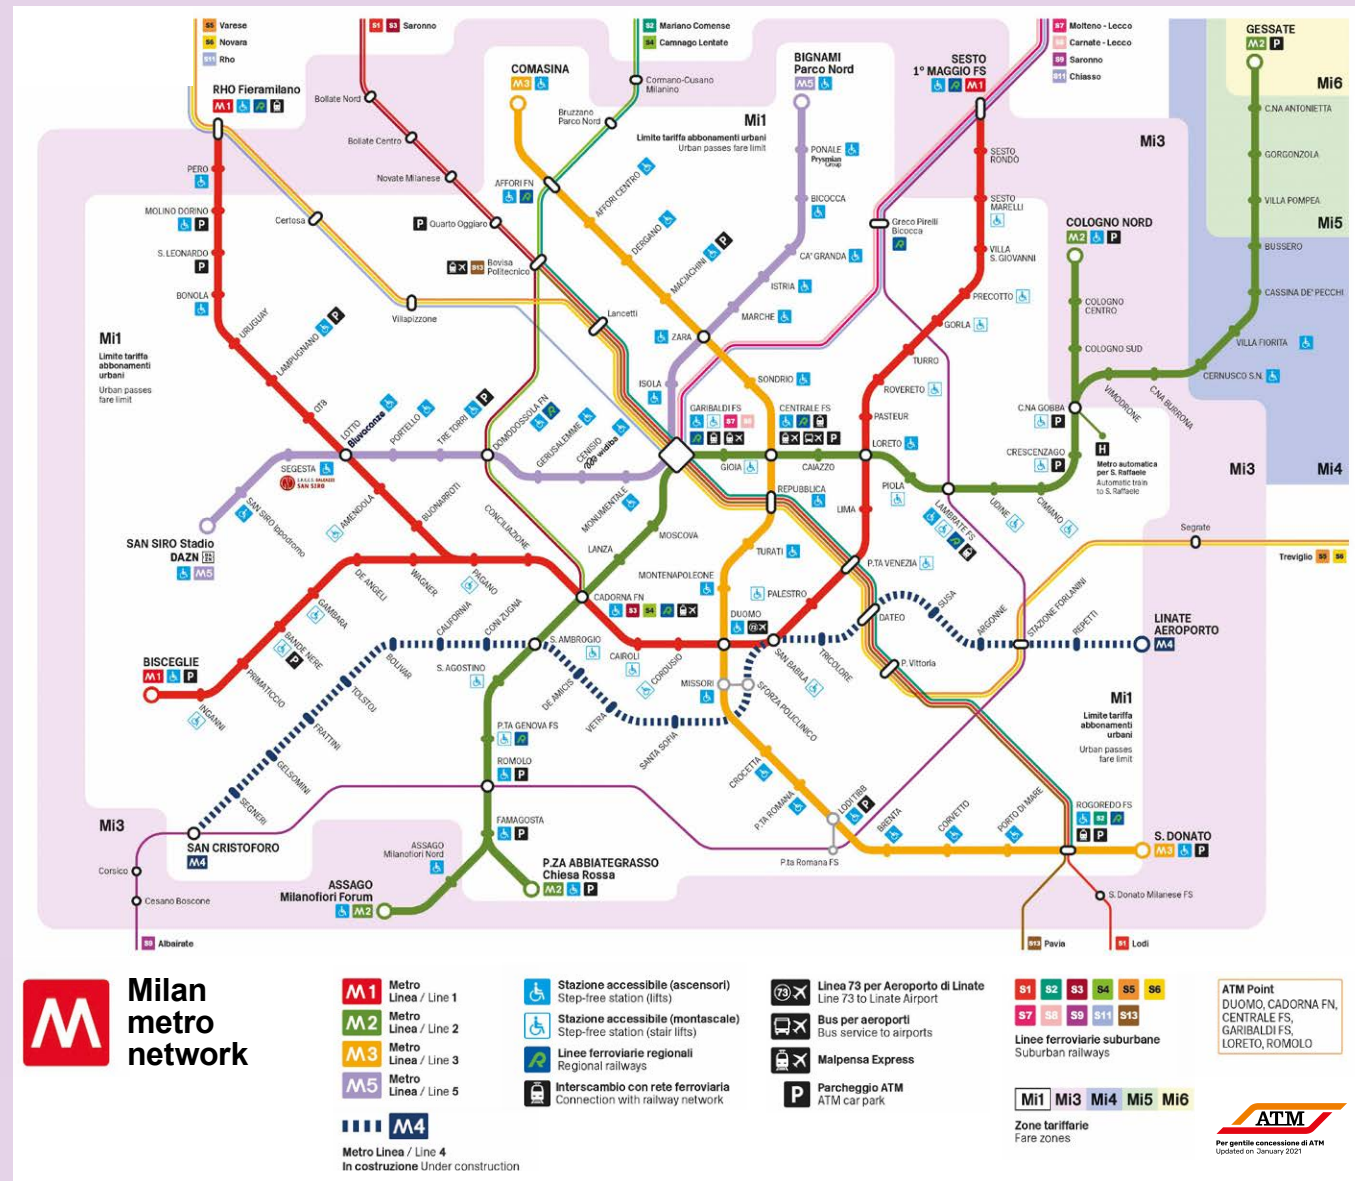 S5 Varese
S6 Novara
S11 Rho
S1 S3 Saronno
S2 Mariano Comense
S4 Camnago Lentate
S7 Molteno - Lecco
S8 Carnate - Lecco
S9 Saronno
S11 Chiasso
GESSATE
M2 P
Mi6
RHO Fieramilano
M1
COMASINA
M3
BIGNAMI
Parco Nord
M5
SESTO
1° MAGGIO FS
M1
Bollate Nord
Bollate Centro
Novate Milanese
P Quarto Oggiaro
Cormano-Cusano
Milanino
Bruzzano
Parco Nord
Mi1
Limite tariffa abbonamenti urbani
Urban passes fare limit
Mi3
C.NA ANTONIETTA
GORGONZOLA
VILLA POMPEA
Mi5
BUSSERO
CASSINA DE' PECCHI
VILLA FIORITA
CERNUSCO S.N.
C.NA BURRONA
VIMODRONE
PERO
MOLINO DORINO
P
S. LEONARDO
P
BONOLA
URUGUAY
LAMPUGNANO P
QT8
LOTTO
Bluvacanze
Certosa
Villapizzone
S13 Bovisa
Politecnico
Lancetti
AFFORI FN
AFFORI CENTRO
DERGANO
MACIACHINI P
ZARA
ISOLA
SONDRIO
PONALE
Prysmian
Group
BICOCCA
CA' GRANDA
ISTRIA
MARCHE
Greco Pirelli
Bicocca
SESTO
RONDÒ
SESTO
MARELLI
VILLA
S. GIOVANNI
PRECOTTO
GORLA
TURRO
ROVERETO
PASTEUR
LORETO
COLOGNO NORD
M2 P
COLOGNO
CENTRO
COLOGNO SUD
C.NA GOBBA
P
CRESCENZAGO
P
H
Metro automatica
per S. Raffaele
Automatic train
to S. Raffaele
Mi3
Mi4
Mi1
Limite tariffa
abbonamenti
urbani
Urban passes
fare limit
PORTELLO
TRE TORRI P
DOMODOSSOLA FN
GERUSALEMME
CENISIO
widiba
MONUMENTALE
GARIBALDI FS
S7 S8
CENTRALE FS
P
GIOIA
CAIAZZO
PIOLA
LAMBRATE FS
UDINE
CIMIANO
SEGESTA
SAN SIRO
SAN SIRO Ippodromo
SAN SIRO Stadio
DAZN
M5
AMENDOLA
BUONARROTI
CONCILIAZIONE
PAGANO
WAGNER
DE ANGELI
GAMBARA
BANDE NERE
P
PRIMATICCIO
INGANNI
BISCEGLIE
M1 P
LANZA
MOSCOVA
REPUBBLICA
TURATI
MONTENAPOLEONE
LIMA
P.TA VENEZIA
PALESTRO
CADORNA FN
S3 S4
DUOMO
73
DATEO
SUSA
ARGONNE
STAZIONE FORLANINI
REPETTI
Segrate
Treviglio S5 S6
LINATE
AEROPORTO
M4
CALIFORNIA
CONI ZUGNA
S. AMBROGIO
CAIROLI
CORDUSIO
SAN BABILA
TRICOLORE
P. Vittoria
BOLIVAR
S. AGOSTINO
DE AMICIS
VETRA
SANTA SOFIA
MISSORI
SFORZA POLICLINICO
TOLSTOJ
FRATTINI
GELSOMINI
SEGNERI
SAN CRISTOFORO
M4
Mi3
Corsico
Cesano Boscone
S9 Albairate
P.TA GENOVA FS
ROMOLO
P
FAMAGOSTA
P
ASSAGO
Milanofiori Nord
ASSAGO
Milanofiori Forum
M2
P.ZA ABBIATEGRASSO
Chiesa Rossa
M2 P
CROCETTA
P.TA ROMANA
LODI TIBB
P
P.ta Romana FS
BRENTA
CORVETTO
PORTO DI MARE
ROGOREDO FS
S2
P
S. DONATO
M3 P
S. Donato Milanese FS
S13 Pavia
S1 Lodi
Mi1
Limite tariffa
abbonamenti
urbani
Urban passes
fare limit
M
Milan
metro
network
M1 Metro
Linea / Line 1
M2 Metro
Linea / Line 2
M3 Metro
Linea / Line 3
M5 Metro
Linea / Line 5
M4
Metro Linea / Line 4
In costruzione Under construction
Stazione accessibile (ascensori)
Step-free station (lifts)
Stazione accessibile (montascale)
Step-free station (stair lifts)
Linee ferroviarie regionali
Regional railways
Interscambio con rete ferroviaria
Connection with railway network
73 Linea 73 per Aeroporto di Linate
Line 73 to Linate Airport
Bus per aeroporti
Bus service to airports
Malpensa Express
P Parcheggio ATM
ATM car park
S1 S2 S3 S4 S5 S6
S7 S8 S9 S11 S13
Linee ferroviarie suburbane
Suburban railways
Mi1 Mi3 Mi4 Mi5 Mi6
Zone tariffarie
Fare zones
ATM Point
DUOMO, CADORNA FN,
CENTRALE FS,
GARIBALDI FS,
LORETO, ROMOLO
ATM
Per gentile concessione di ATM
Updated on January 2021